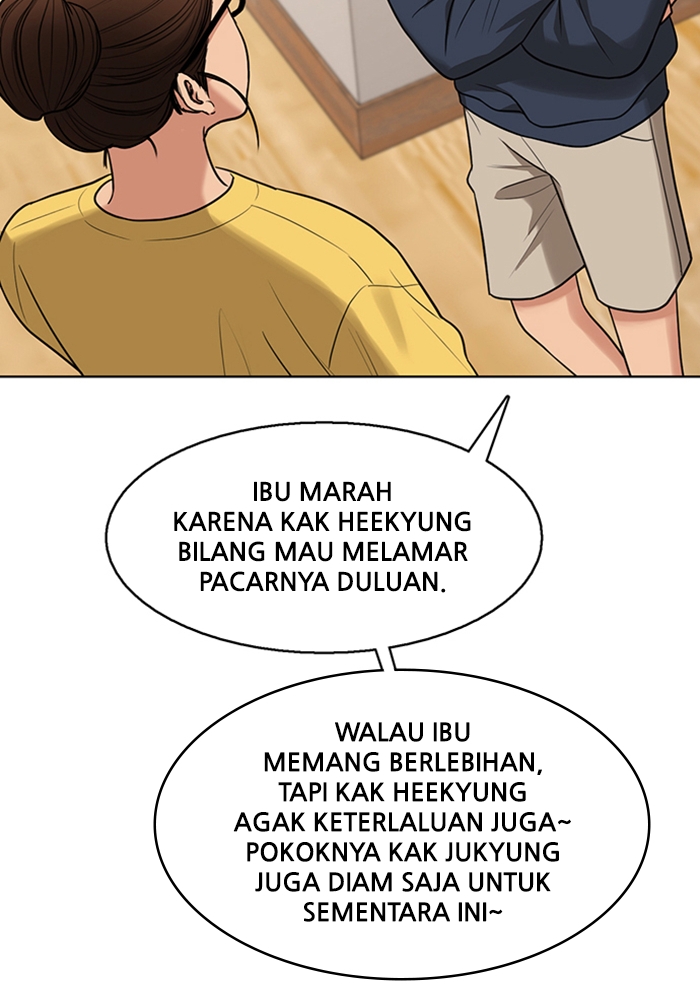 IBU MARAH
KARENA KAK HEEKYUNG
BILANG MAU MELAMAR
PACARNYA DULUAN.
WALAU IBU
MEMANG BERLEBIHAN,
TAPI KAK HEEKYUNG
AGAK KETERLALUAN JUGA~
POKOKNYA KAK JUKYUNG
JUGA DIAM SAJA UNTUK
SEMENTARA INI~